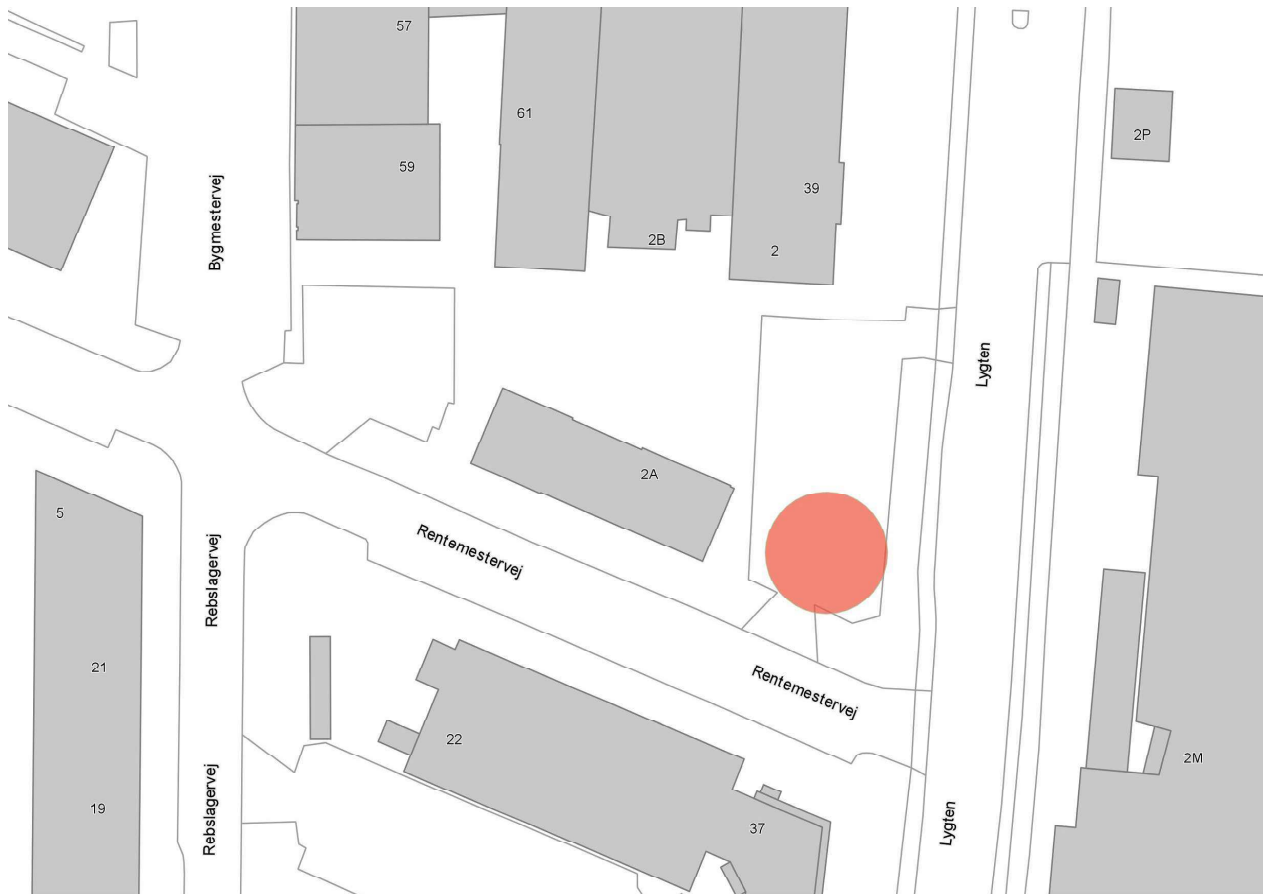 57
61
2P
59
39
Bygmestervej
2B
2
Lygten
2A
5
Rentemestervej
Rebslagervej
21
Rentemestervej
22
2M
19
Rebslagervej
37
Lygten